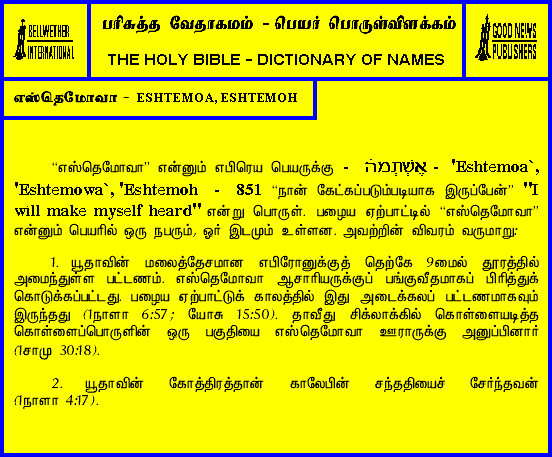 BELLWETHER
INTERNATIONAL
பரிசுத்த வேதாகமம் - பெயர் பொருள்விளக்கம்
THE HOLY BIBLE - DICTIONARY OF NAMES
GOOD NEWS
PUBLISHERS
எஸ்தெமோவா - ESHTEMOA, ESHTEMOH
“எஸ்தெமோவா” என்னும் எபிரெய பெயருக்கு - אֶשְׁתְּמֹה - 'Eshtemoa`,
'Eshtemowa`, 'Eshtemoh - 851 “நான் கேட்கப்படும்படியாக இருப்பேன்” "I
will make myself heard" என்று பொருள். பழைய ஏற்பாட்டில் “எஸ்தெமோவா”
என்னும் பெயரில் ஒரு நபரும், ஓர் இடமும் உள்ளன. அவற்றின் விவரம் வருமாறு:
1. யூதாவின் மலைத்தேசமான எபிரோனுக்குத் தெற்கே 9மைல் தூரத்தில்
அமைந்துள்ள பட்டணம். எஸ்தெமோவா ஆசாரியருக்குப் பங்குவீதமாகப் பிரித்துக்
கொடுக்கப்பட்டது. பழைய ஏற்பாட்டுக் காலத்தில் இது அடைக்கலப் பட்டணமாகவும்
இருந்தது (1நாளா 6:57; யோசு 15:50). தாவீது சிக்லாக்கில் கொள்ளையடித்த
கொள்ளைப்பொருளின் ஒரு பகுதியை எஸ்தெமோவா ஊராருக்கு அனுப்பினார்
(1சாமு 30:18).
2. யூதாவின் கோத்திரத்தான் காலேபின் சந்ததியைச் சேர்ந்தவன்
(1நாளா 4:17).